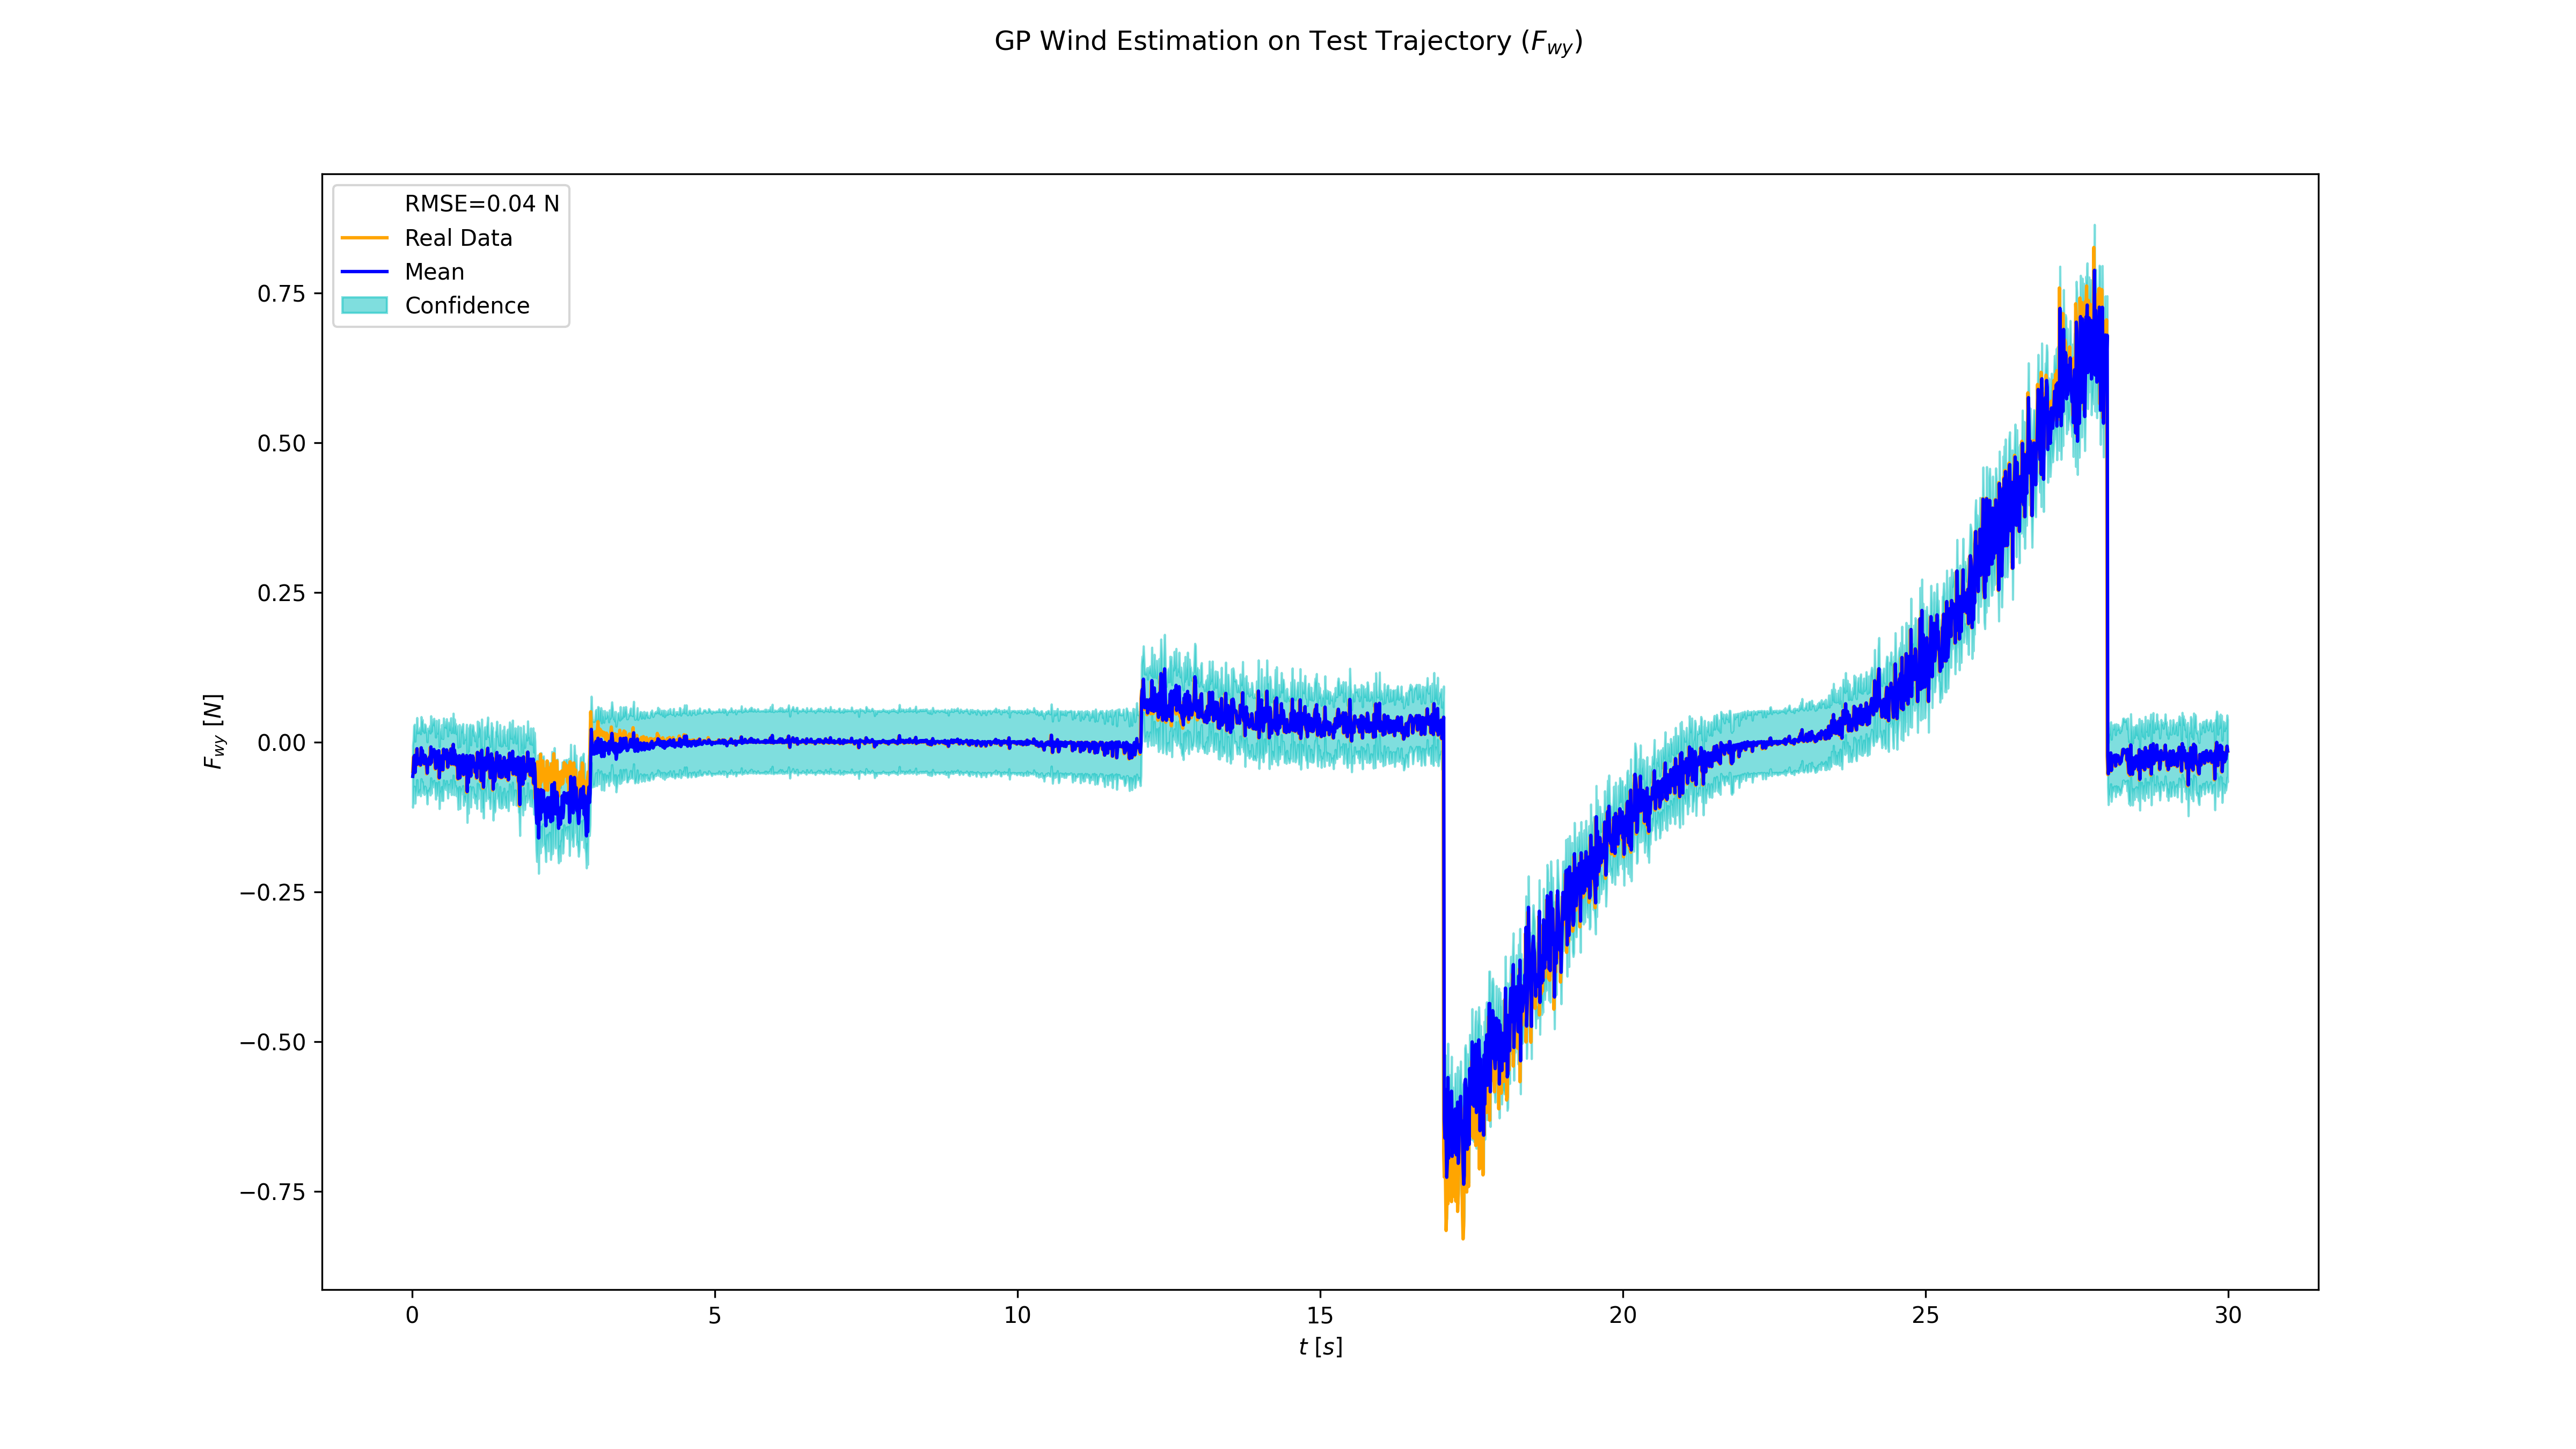 GP Wind Estimation on Test Trajectory (F_wy)
RMSE=0.04 N
Real Data
Mean
Confidence
0.75
0.50
0.25
0.00
−0.25
−0.50
−0.75
F_wy [N]
0 5 10 15 20 25 30
t [s]